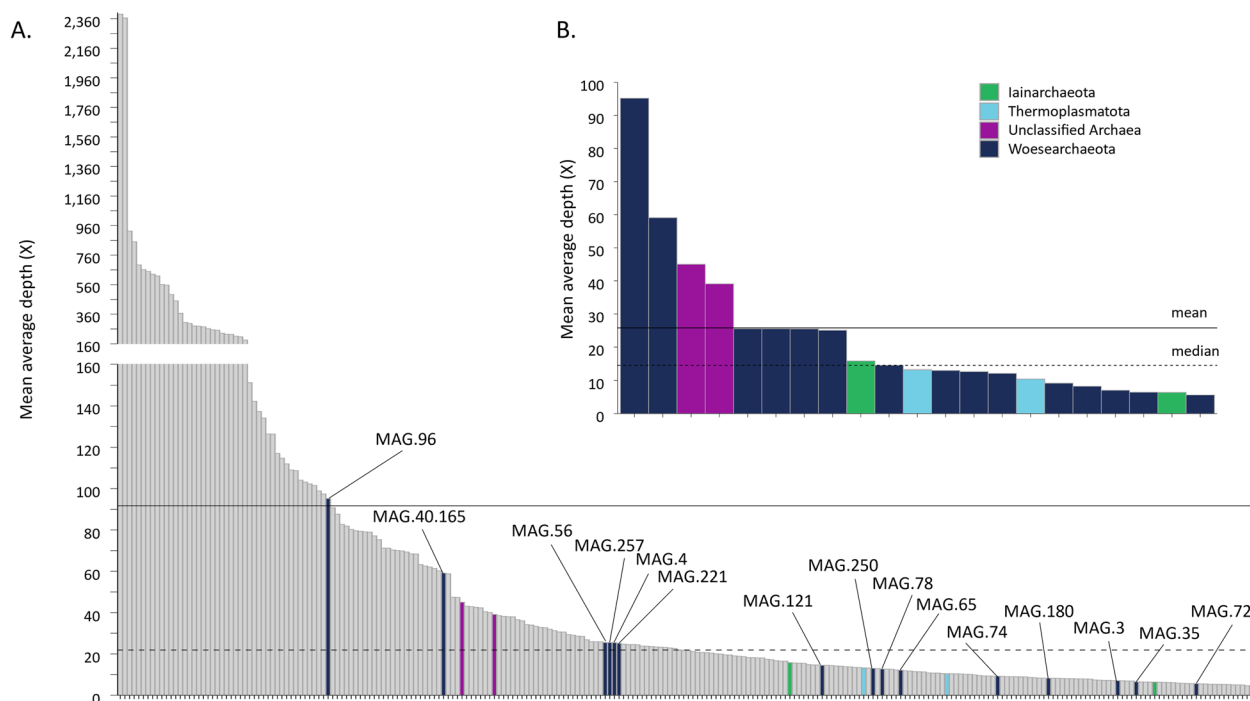 A.
Mean average depth (X)
2,360
2,160
1,960
1,760
1,560
1,360
1,160
960
760
560
360
160
160
140
120
100
80
60
40
20
0
MAG.96
MAG.40.165
MAG.56
MAG.257
MAG.4
MAG.221
MAG.121
MAG.250
MAG.78
MAG.65
MAG.74
MAG.180
MAG.3
MAG.35
MAG.72
B.
Mean average depth (X)
100
90
80
70
60
50
40
30
20
10
0
Iainarchaeota
Thermoplasmatota
Unclassified Archaea
Woesearchaeota
mean
median